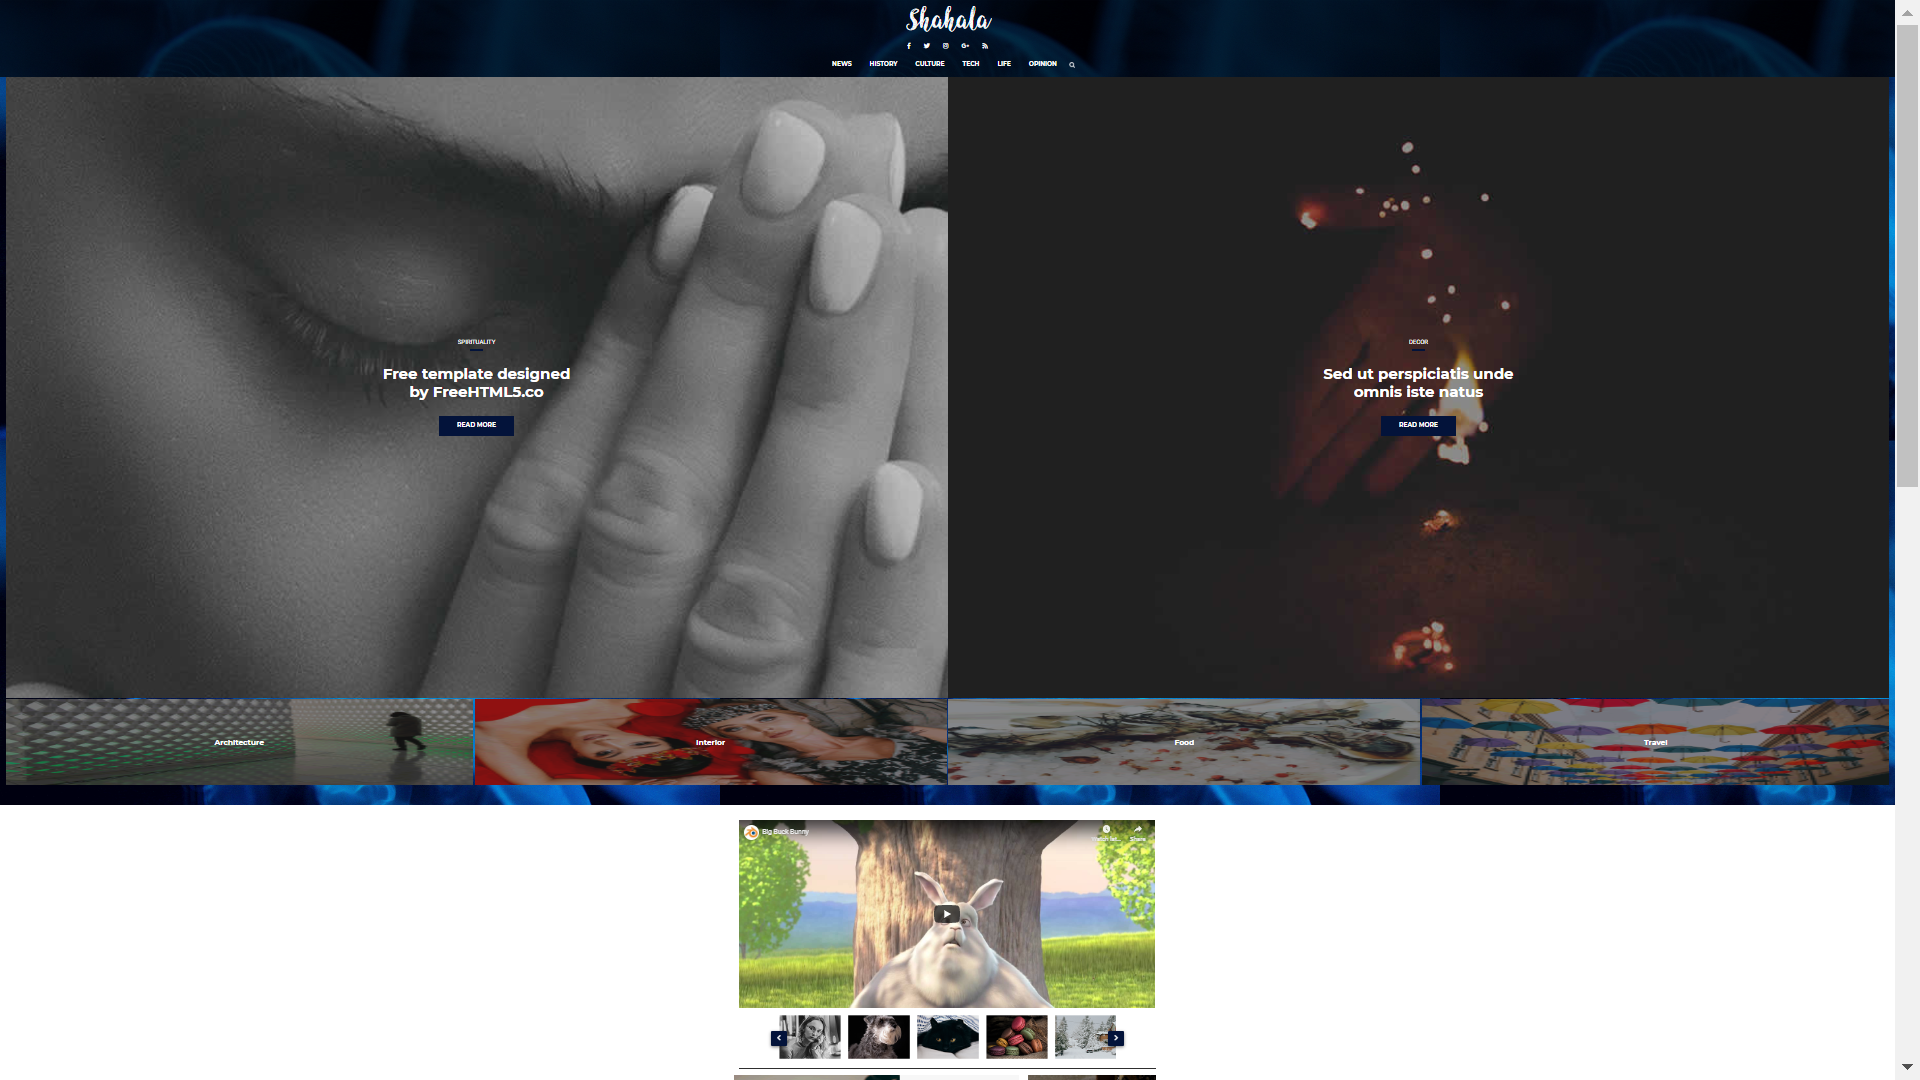 Shahala
NEWS HISTORY CULTURE TECH LIFE OPINION
SPIRITUALITY
Free template designed
by FreeHTML5.co
READ MORE
DECOR
Sed ut perspiciatis unde
omnis iste natus
READ MORE
Architecture
Interior
Food
Travel
Big Buck Bunny
Share